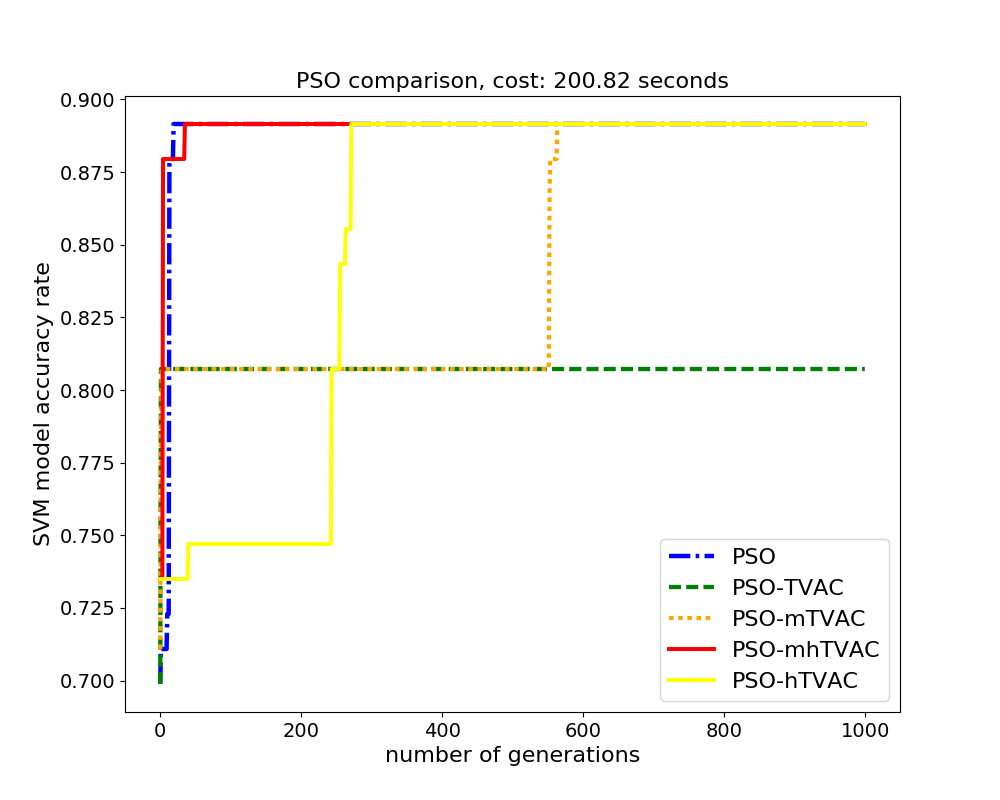 PSO comparison, cost: 200.82 seconds
0.900
0.875
0.850
0.825
0.800
0.775
0.750
0.725
0.700
SVM model accuracy rate
PSO
PSO-TVAC
PSO-mTVAC
PSO-mhTVAC
PSO-hTVAC
0 200 400 600 800 1000
number of generations